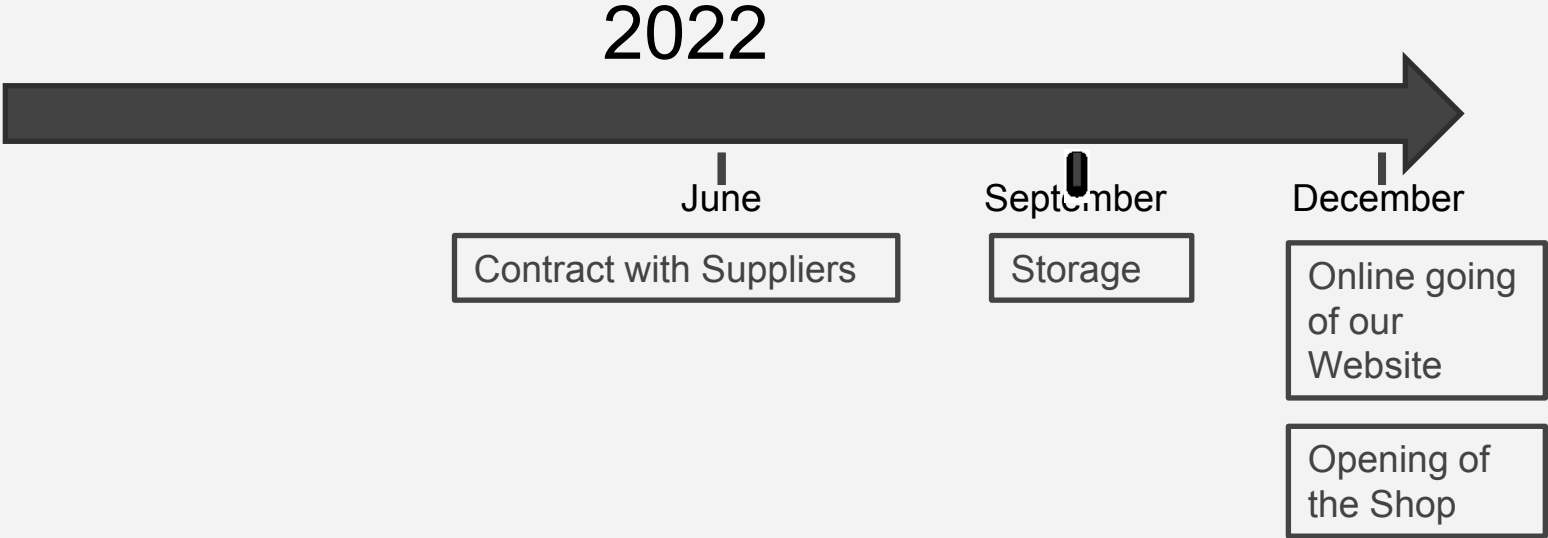 2022
June
September
December
Contract with Suppliers
Storage
Online going
of our
Website
Opening of
the Shop